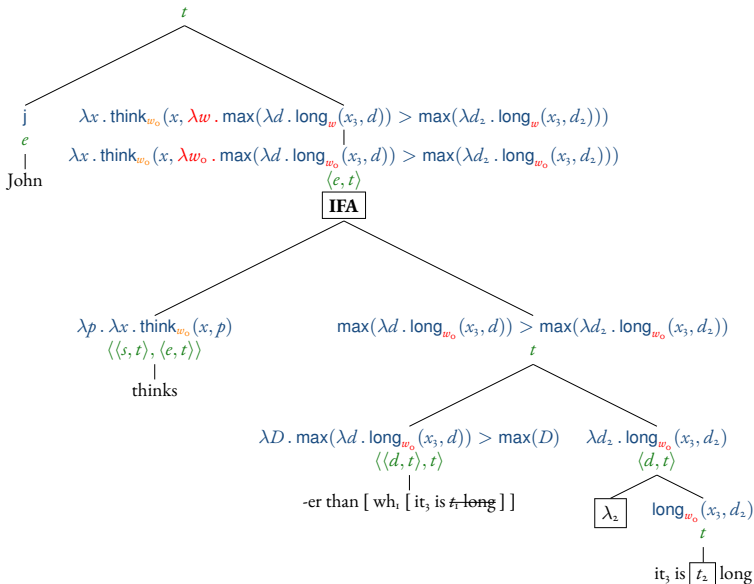 t
j λx . think_w₀(x, λw . max(λd . long_w(x₃, d)) > max(λd₂ . long_w(x₃, d₂)))
e λx . think_w₀(x, λw₀ . max(λd . long_w₀(x₃, d)) > max(λd₂ . long_w₀(x₃, d₂)))
John ⟨e, t⟩
IFA
λp . λx . think_w₀(x, p) max(λd . long_w₀(x₃, d)) > max(λd₂ . long_w₀(x₃, d₂))
⟨⟨s, t⟩, ⟨e, t⟩⟩ t
thinks
λD . max(λd . long_w₀(x₃, d)) > max(D) λd₂ . long_w₀(x₃, d₂)
⟨⟨d, t⟩, t⟩ ⟨d, t⟩
-er than [ wh₁ [ it₃ is t₁ long ] ] λ₂ long_w₀(x₃, d₂)
t
it₃ is t₂ long